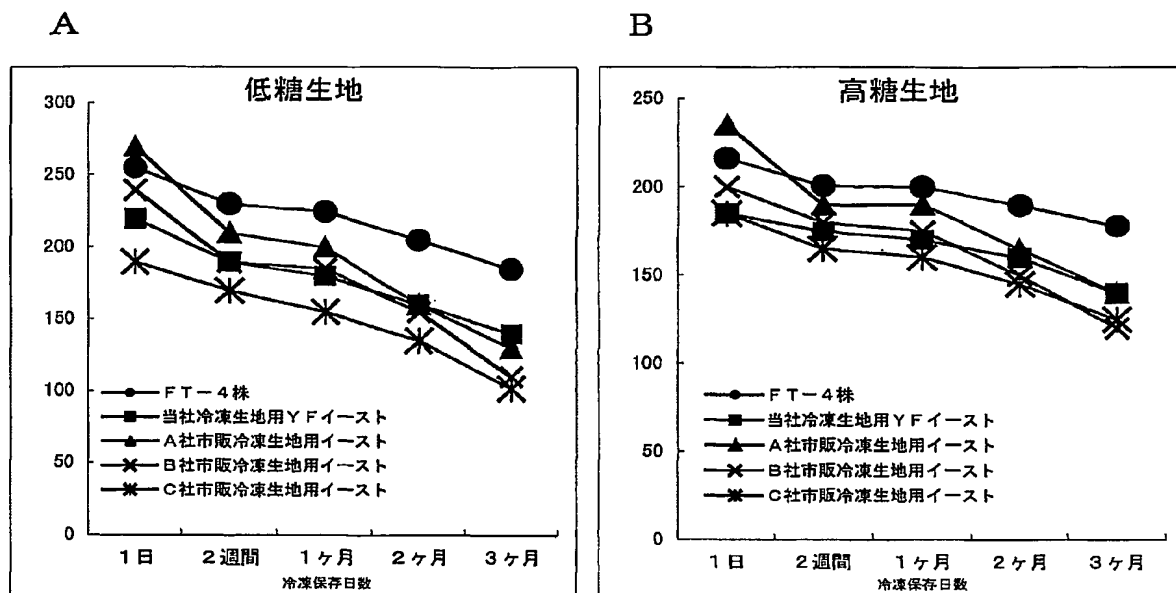 A
低糖生地
300
250
200
150
100
50
0
FT-4株
当社冷凍生地用YFイースト
A社市販冷凍生地用イースト
B社市販冷凍生地用イースト
C社市販冷凍生地用イースト
1日 2週間 1ヶ月 2ヶ月 3ヶ月
冷凍保存日数
B
高糖生地
250
200
150
100
50
0
FT-4株
当社冷凍生地用YFイースト
A社市販冷凍生地用イースト
B社市販冷凍生地用イースト
C社市販冷凍生地用イースト
1日 2週間 1ヶ月 2ヶ月 3ヶ月
冷凍保存日数